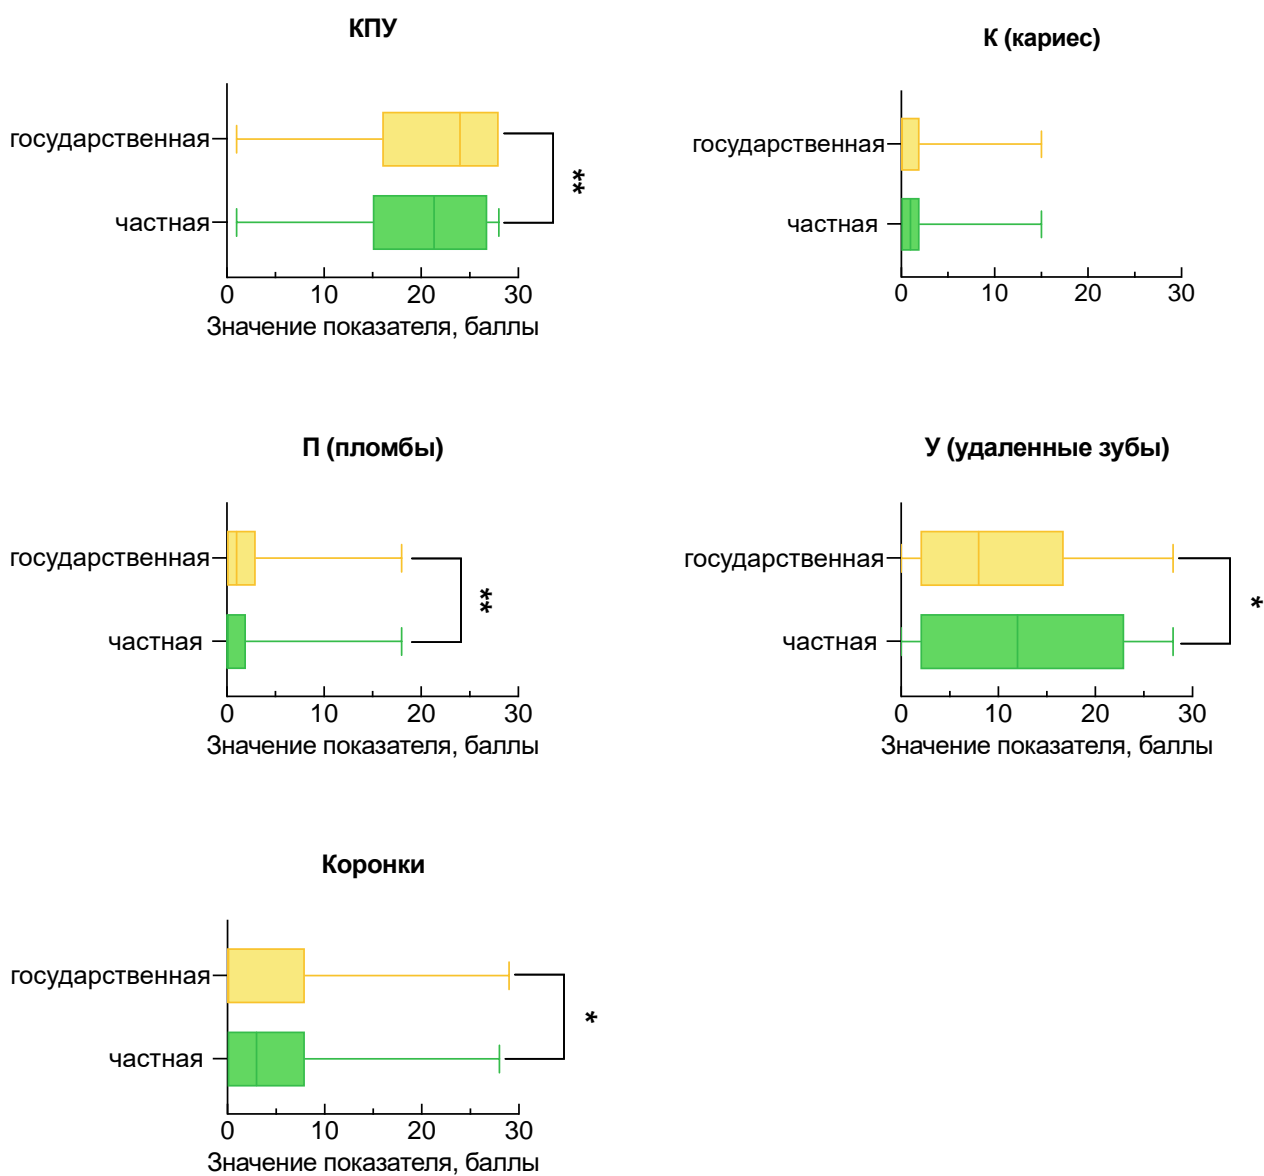 КПУ
государственная
частная
**
0 10 20 30
Значение показателя, баллы
К (кариес)
государственная
частная
0 10 20 30
П (пломбы)
государственная
частная
**
0 10 20 30
Значение показателя, баллы
У (удаленные зубы)
государственная
частная
*
0 10 20 30
Значение показателя, баллы
Коронки
государственная
частная
*
0 10 20 30
Значение показателя, баллы